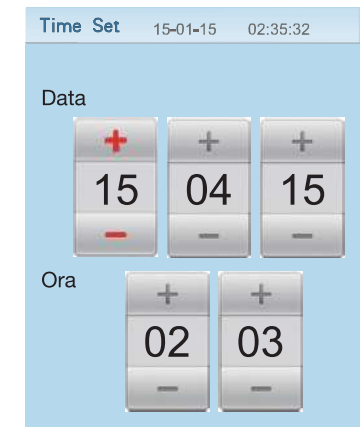 Time Set 15-01-15 02:35:32
Data
+ + +
15 04 15
− − −
Ora
+ +
02 03
− −